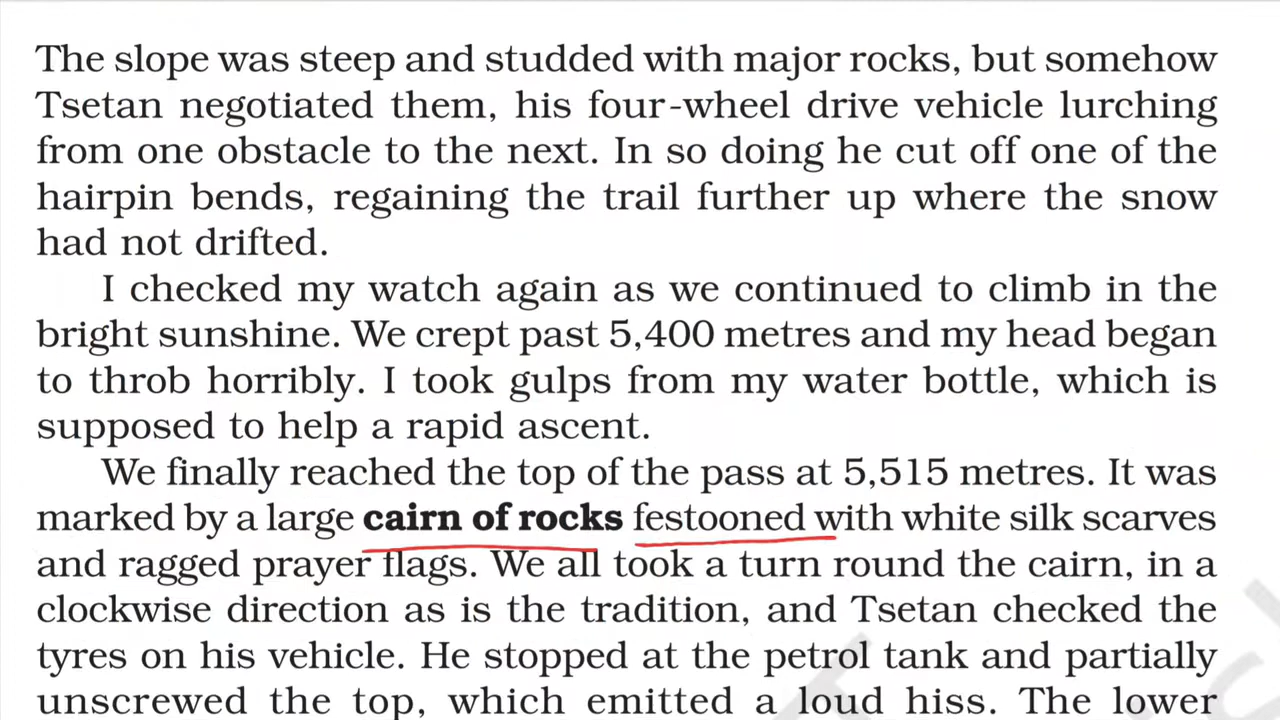 The slope was steep and studded with major rocks, but somehow
Tsetan negotiated them, his four-wheel drive vehicle lurching
from one obstacle to the next. In so doing he cut off one of the
hairpin bends, regaining the trail further up where the snow
had not drifted.
I checked my watch again as we continued to climb in the
bright sunshine. We crept past 5,400 metres and my head began
to throb horribly. I took gulps from my water bottle, which is
supposed to help a rapid ascent.
We finally reached the top of the pass at 5,515 metres. It was
marked by a large cairn of rocks festooned with white silk scarves
and ragged prayer flags. We all took a turn round the cairn, in a
clockwise direction as is the tradition, and Tsetan checked the
tyres on his vehicle. He stopped at the petrol tank and partially
unscrewed the top, which emitted a loud hiss. The lower